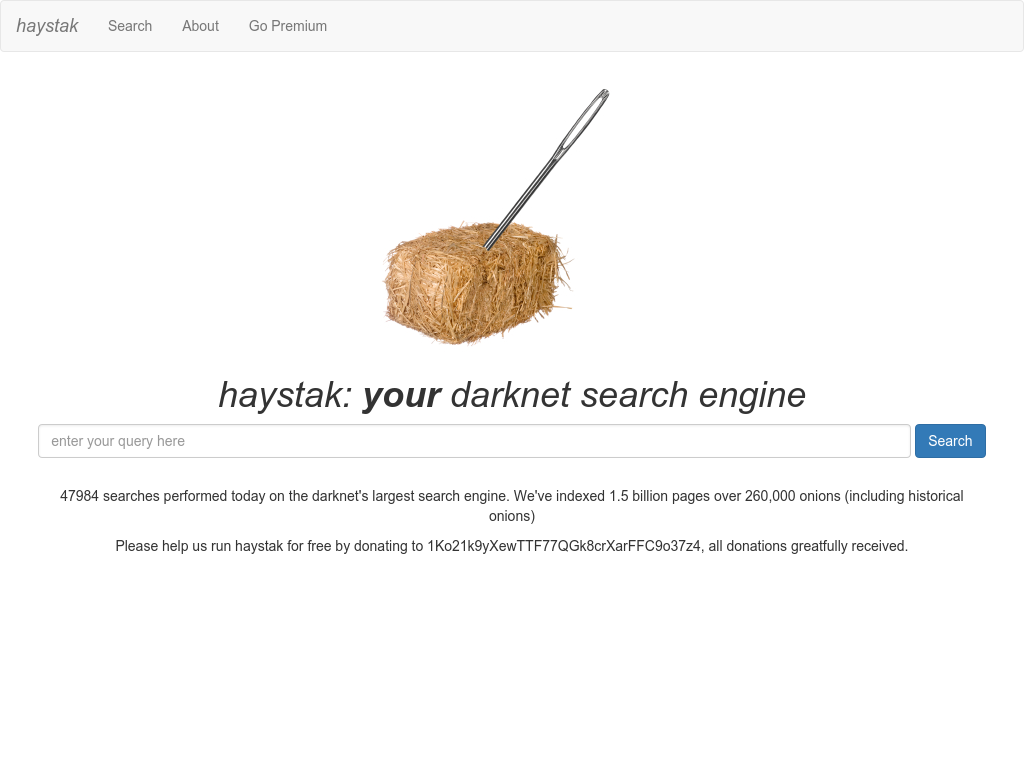 haystak Search About Go Premium
haystak: your darknet search engine
enter your query here Search
47984 searches performed today on the darknet's largest search engine. We've indexed 1.5 billion pages over 260,000 onions (including historical
onions)
Please help us run haystak for free by donating to 1Ko21k9yXewTTF77QGk8crXarFFC9o37z4, all donations greatfully received.